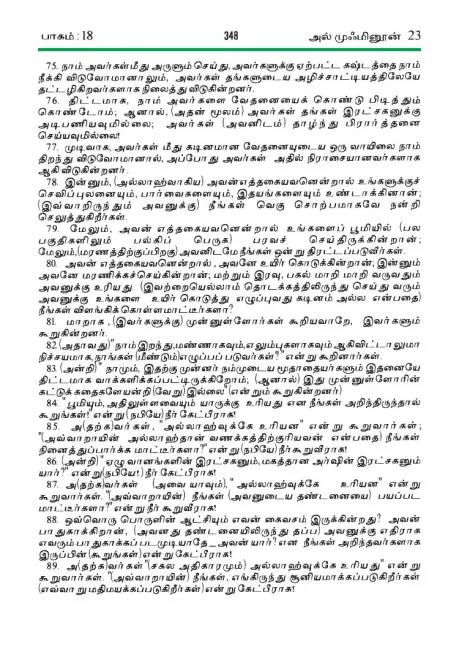 பாகம் : 18 348 அல் முஃமினூன் 23
75. நாம் அவர்கள்மீது அருளும் செய்து, அவர்களுக்கு ஏற்பட்ட கஷ்டத்தை நாம்
நீக்கி விடுவோமானாலும், அவர்கள் தங்களுடைய அழிச்சாட்டியத்திலேயே
தட்டழிகிறவர்களாக நிலைத்து விடுகின்றனர்.
76. திட்டமாக, நாம் அவர்களை வேதனையைக் கொண்டு பிடித்தும்
கொண்டோம்; ஆனால், (அதன் மூலம்) அவர்கள் தங்கள் இரட்சகனுக்கு
அடிபணியவுமில்லை; அவர்கள் (அவனிடம்) தாழ்ந்து பிரார்த்தனை
செய்யவுமில்லை!
77. முடிவாக, அவர்கள் மீது கடினமான வேதனையுடைய ஒரு வாயிலை நாம்
திறந்து விடுவோமானால், அப்போது அவர்கள் அதில் நிராசையானவர்களாக
ஆகிவிடுகின்றனர்.
78. இன்னும், (அல்லாஹ்வாகிய) அவன்எத்தகையவனென்றால் உங்களுக்குச்
செவிப்புலனையும், பார்வைகளையும், இதயங்களையும் உண்டாக்கினான்;
(இவ்வாறிருந்தும் அவனுக்கு) நீங்கள் வெகு சொற்பமாகவே நன்றி
செலுத்துகிறீர்கள்.
79. மேலும், அவன் எத்தகையவனென்றால் உங்களைப் பூமியில் (பல
பகுதிகளிலும் பல்கிப் பெருக) பரவச் செய்திருக்கின்றான்;
மேலும்,(மரணத்திற்குப்பிறகு) அவனிடமே நீங்கள் ஒன்று திரட்டப்படுவீர்கள்.
80. அவன் எத்தகையவனென்றால் , அவனே உயிர் கொடுக்கின்றான்; இன்னும்
அவனே மரணிக்கச்செய்கின்றான்; மற்றும் இரவு, பகல் மாறி மாறி வருவதும்
அவனுக்கு உரியது. (இவற்றையெல்லாம் தொடக்கத்திலிருந்து செய்து வரும்
அவனுக்கு உங்களை உயிர் கொடுத்து எழுப்புவது கடினம் அல்ல என்பதை)
நீங்கள் விளங்கிக்கொள்ளமாட்டீர்களா?
81. மாறாக , (இவர்களுக்கு) முன்னுள்ளோர்கள் கூறியவாறே, இவர்களும்
கூறுகின்றனர்.
82.(அதாவது)"நாம் இறந்து,மண்ணாகவும்,எலும்புகளாகவும் ஆகிவிட்டாலுமா
நிச்சயமாக,நாங்கள் (மீண்டும்)எழுப்பப் படுவர்கள்?" என்று கூறினார்கள்.
83. (அன்றி)" நாமும், இதற்கு முன்னர் நம்முடைய மூதாதையர்களும் இதனையே
திட்டமாக வாக்களிக்கப்பட்டிருக்கிறோம்; (ஆனால்) இது முன்னுள்ளோரின்
கட்டுக்கதைகளேயன்றி(வேறு)இல்லை (என்றும் கூறுகின்றனர்)
84. "பூமியும், அதிலுள்ளவையும் யாருக்கு உரியது என நீங்கள் அறிந்திருந்தால்
கூறுங்கள்!" என்று (நபியே) நீர் கேட்பீராக!
85. அ(தற்க)வர்கள், "அல்லாஹ்வுக்கே உரியன" என்று கூறுவார்கள்;
"(அவ்வாறாயின் அல்லாஹ்தான் வணக்கத்திற்குரியவன் என்பதை) நீங்கள்
நினைத்துப்பார்க்க மாட்டீர்களா?"என்று(நபியே)நீர்கூறுவீராக!
86. (அன்றி) "ஏழு வானங்களின் இரட்சகனும்,மகத்தான அர்ஷின் இரட்சகனும்
யார்?" என்று(நபியே!) நீர் கேட்பீராக!
87. அ(தற்க)வர்கள் (அவை யாவும்), " அல்லாஹ்வுக்கே உரியன" என்று
கூறுவார்கள். "(அவ்வாறாயின்) நீங்கள் (அவனுடைய தண்டனையை) பயப்பட
மாட்டீர்களா?" என்று நீர் கூறுவீராக!
88. ஒவ்வொரு பொருளின் ஆட்சியும் எவன் கைவசம் இருக்கின்றது? அவன்
பாதுகாக்கிறான், (அவனது தண்டனையிலிருந்து தப்ப) அவனுக்கு எதிராக
எவரும் பாதுகாக்கப்படமுடியாதே_அவன் யார்? என நீங்கள் அறிந்தவர்களாக
இருப்பின்(கூறுங்கள்)என்று கேட்பீராக!
89. அ(தற்க)வர்கள்"(சகல அதிகாரமும்) அல்லாஹ்வுக்கே உரியது" என்று
கூறுவார்கள். "(அவ்வாறாயின்) நீங்கள், எங்கிருந்து சூனியமாக்கப்படுகிறீர்கள்
(எவ்வாறு மதிமயக்கப்படுகிறீர்கள்) என்று கேட்பீராக!